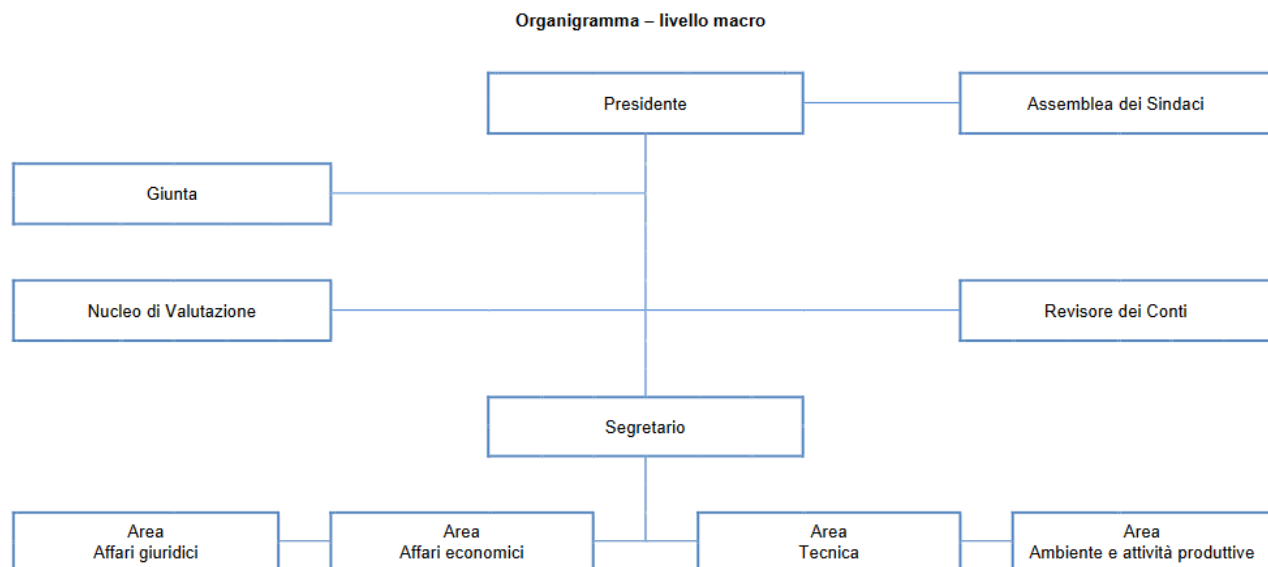 Organigramma – livello macro
Presidente
Assemblea dei Sindaci
Giunta
Nucleo di Valutazione
Revisore dei Conti
Segretario
Area
Affari giuridici
Area
Affari economici
Area
Tecnica
Area
Ambiente e attività produttive